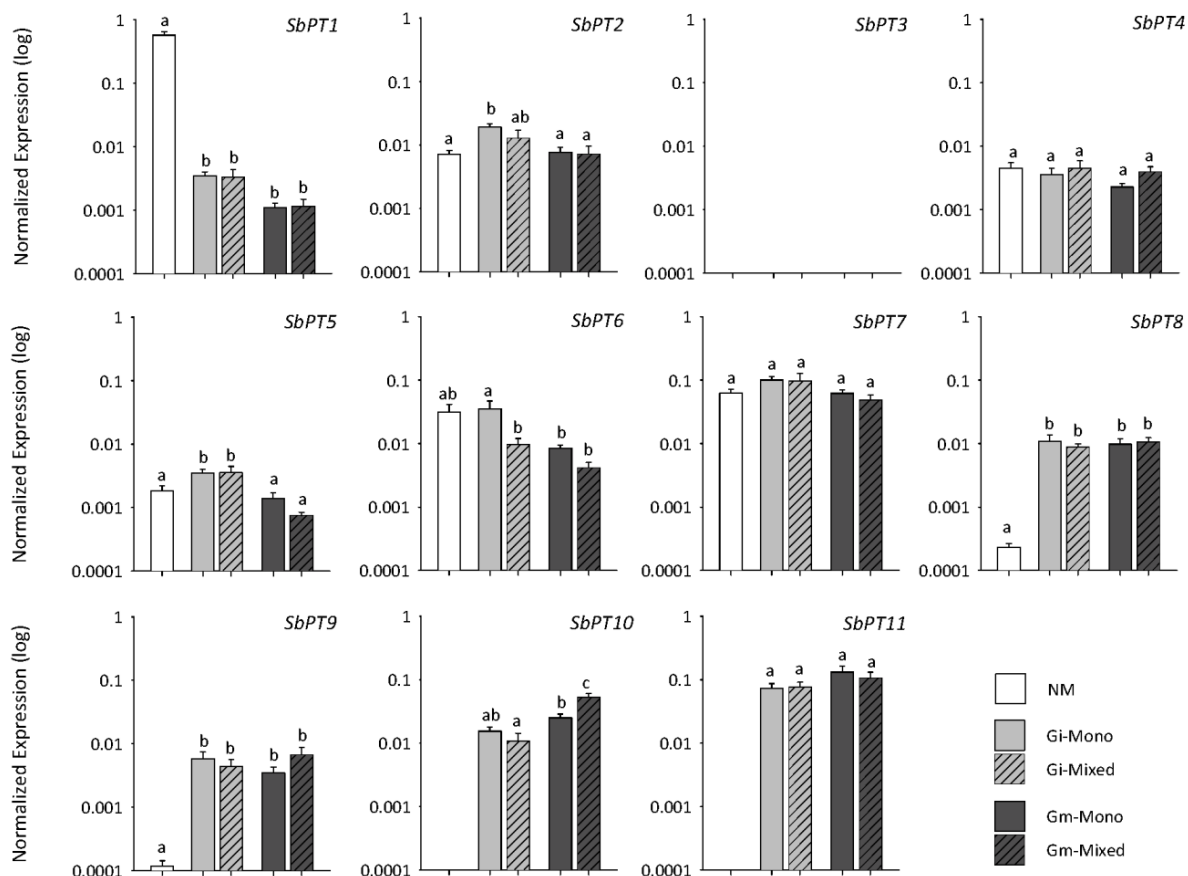 Normalized Expression (log)
SbPT1
1
0.1
0.01
0.001
0.0001
a
b
b
b
b
SbPT2
1
0.1
0.01
0.001
0.0001
a
b
ab
a
a
SbPT3
1
0.1
0.01
0.001
0.0001
SbPT4
1
0.1
0.01
0.001
0.0001
a
a
a
a
a
Normalized Expression (log)
SbPT5
1
0.1
0.01
0.001
0.0001
a
b
b
a
a
SbPT6
1
0.1
0.01
0.001
0.0001
ab
a
b
b
b
SbPT7
1
0.1
0.01
0.001
0.0001
a
a
a
a
a
SbPT8
1
0.1
0.01
0.001
0.0001
a
b
b
b
b
Normalized Expression (log)
SbPT9
1
0.1
0.01
0.001
0.0001
a
b
b
b
b
SbPT10
1
0.1
0.01
0.001
0.0001
ab
a
b
c
SbPT11
1
0.1
0.01
0.001
0.0001
a
a
a
a
NM
Gi-Mono
Gi-Mixed
Gm-Mono
Gm-Mixed